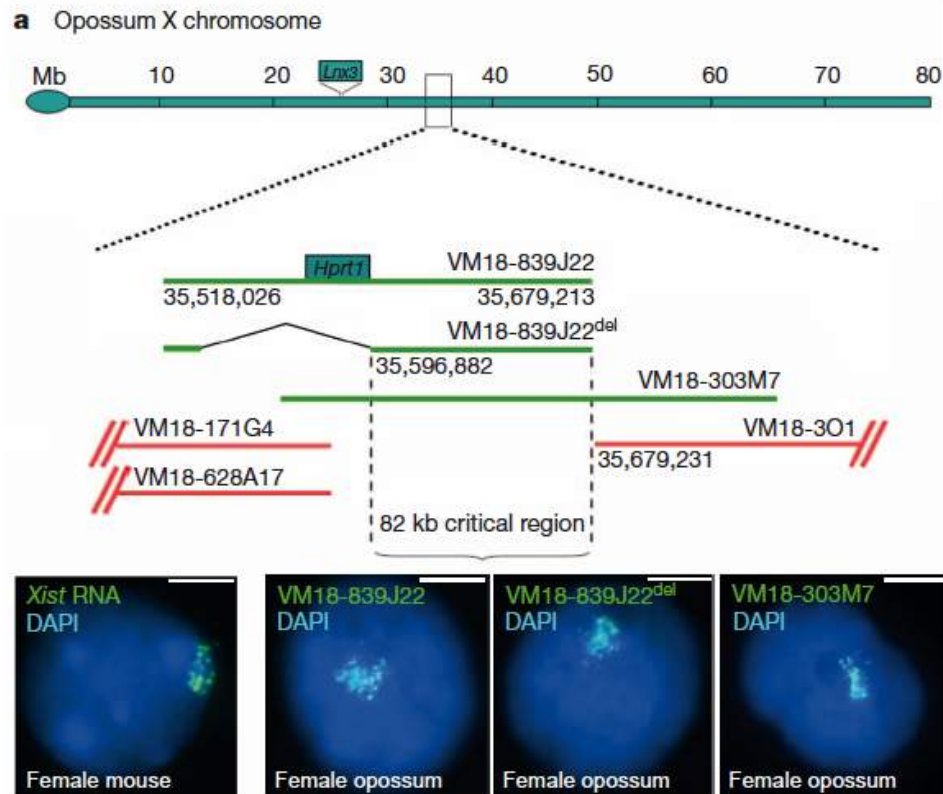 a Opossum X chromosome
Mb 10 20 Lnx3 30 40 50 60 70 80
Hprt1 VM18-839J22
35,518,026 35,679,213
VM18-839J22del
35,596,882
VM18-303M7
VM18-171G4 VM18-3O1
35,679,231
VM18-628A17
82 kb critical region
Xist RNA VM18-839J22 VM18-839J22del VM18-303M7
DAPI DAPI DAPI DAPI
Female mouse Female opossum Female opossum Female opossum